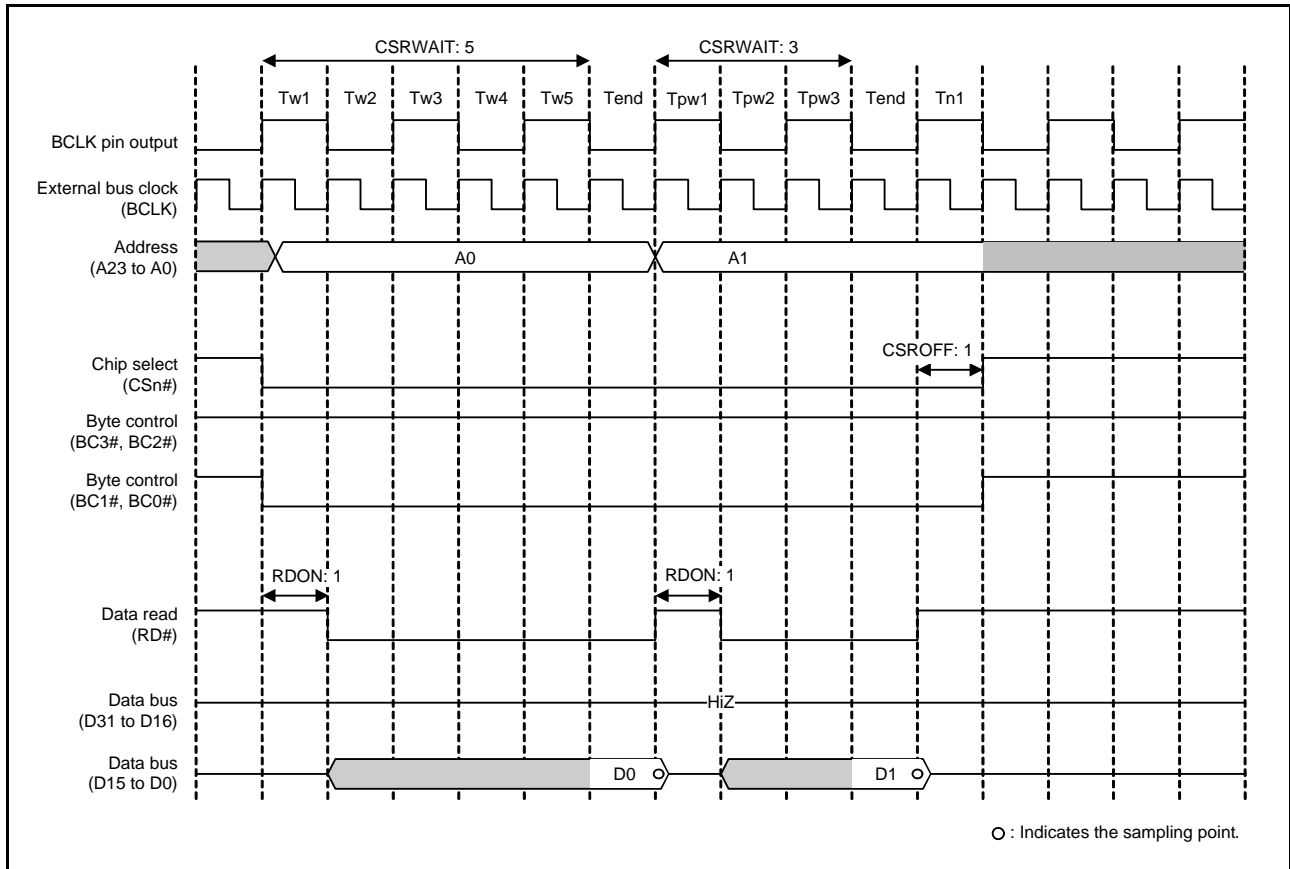 CSRWAIT: 5 CSRWAIT: 3
Tw1 Tw2 Tw3 Tw4 Tw5 Tend Tpw1 Tpw2 Tpw3 Tend Tn1
BCLK pin output
External bus clock
(BCLK)
Address
(A23 to A0)
A0 A1
CSROFF: 1
Chip select
(CSn#)
Byte control
(BC3#, BC2#)
Byte control
(BC1#, BC0#)
RDON: 1 RDON: 1
Data read
(RD#)
Data bus
(D31 to D16)
HiZ
Data bus
(D15 to D0)
D0 D1
: Indicates the sampling point.